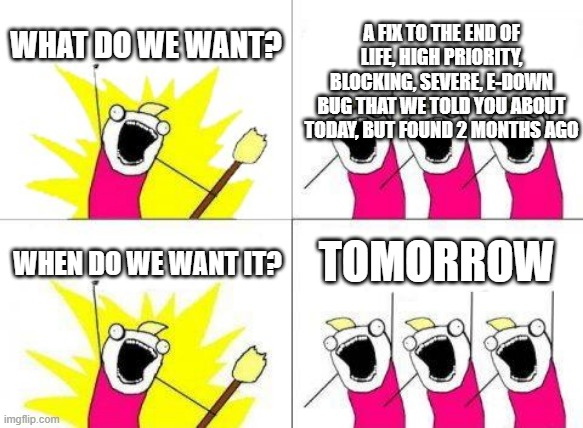 WHAT DO WE WANT?
A FIX TO THE END OF
LIFE, HIGH PRIORITY,
BLOCKING, SEVERE, E-DOWN
BUG THAT WE TOLD YOU ABOUT
TODAY, BUT FOUND 2 MONTHS AGO
WHEN DO WE WANT IT?
TOMORROW
imgflip.com